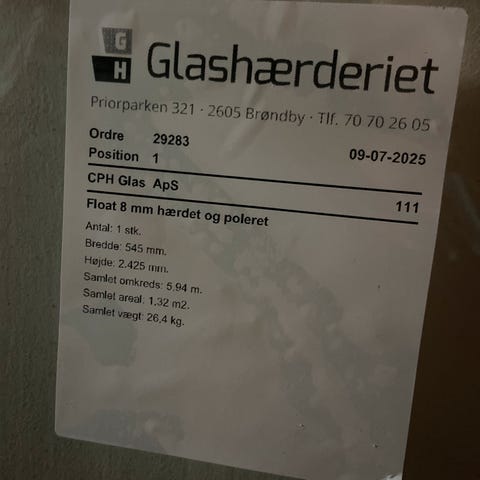 G
H
Glashærderiet
Priorparken 321 · 2605 Brøndby · Tlf. 70 70 26 05
Ordre 29283
Position 1 09-07-2025
CPH Glas ApS 111
Float 8 mm hærdet og poleret
Antal: 1 stk.
Bredde: 545 mm.
Højde: 2.425 mm.
Samlet omkreds: 5,94 m.
Samlet areal: 1,32 m2.
Samlet vægt: 26,4 kg.